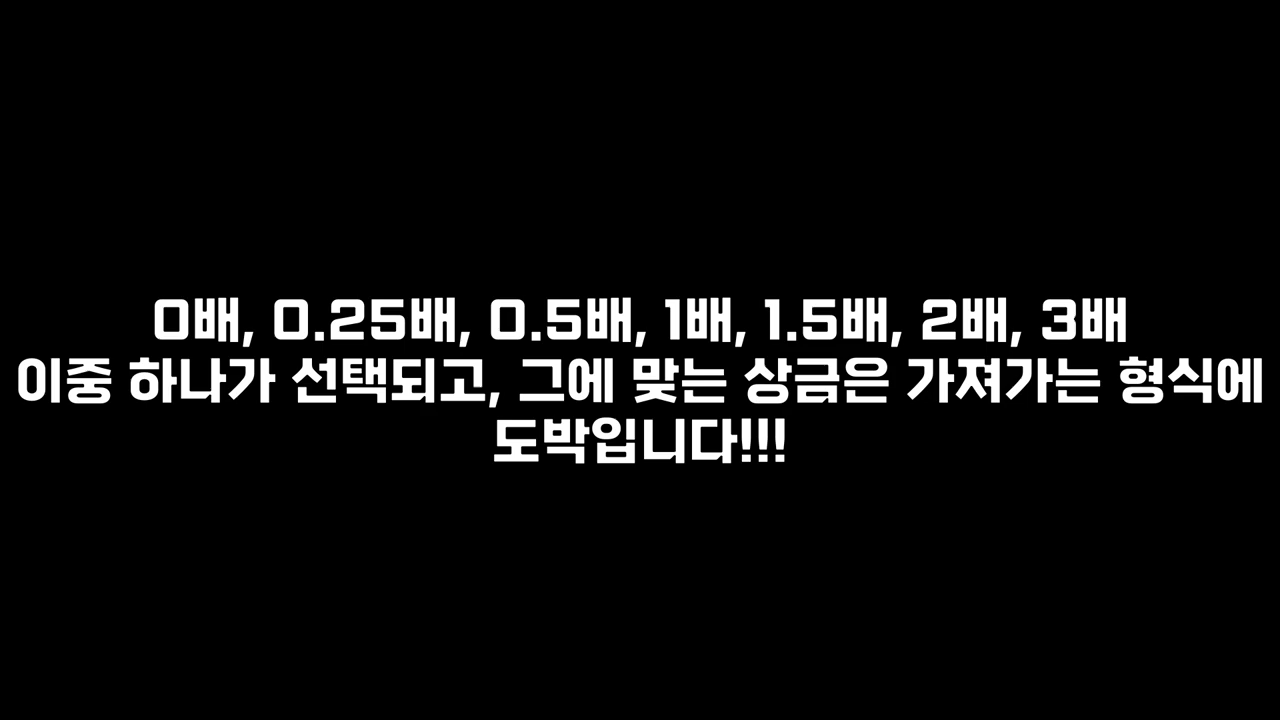 0배, 0.25배, 0.5배, 1배, 1.5배, 2배, 3배
이중 하나가 선택되고, 그에 맞는 상금은 가져가는 형식에
도박입니다!!!